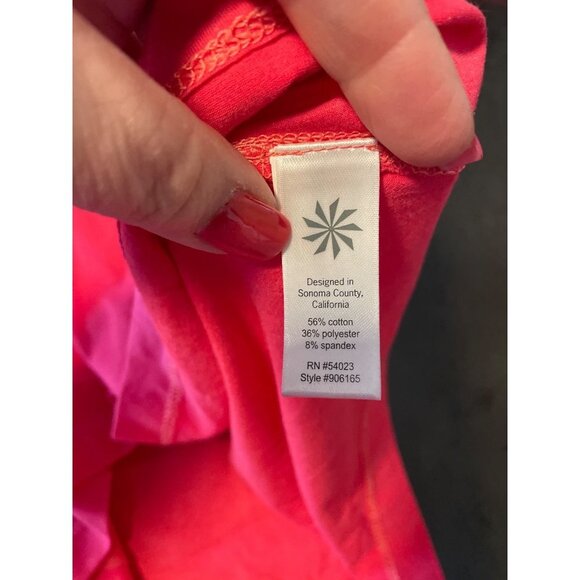 Designed in
Sonoma County,
California
56% cotton
36% polyester
8% spandex
RN #54023
Style #906165